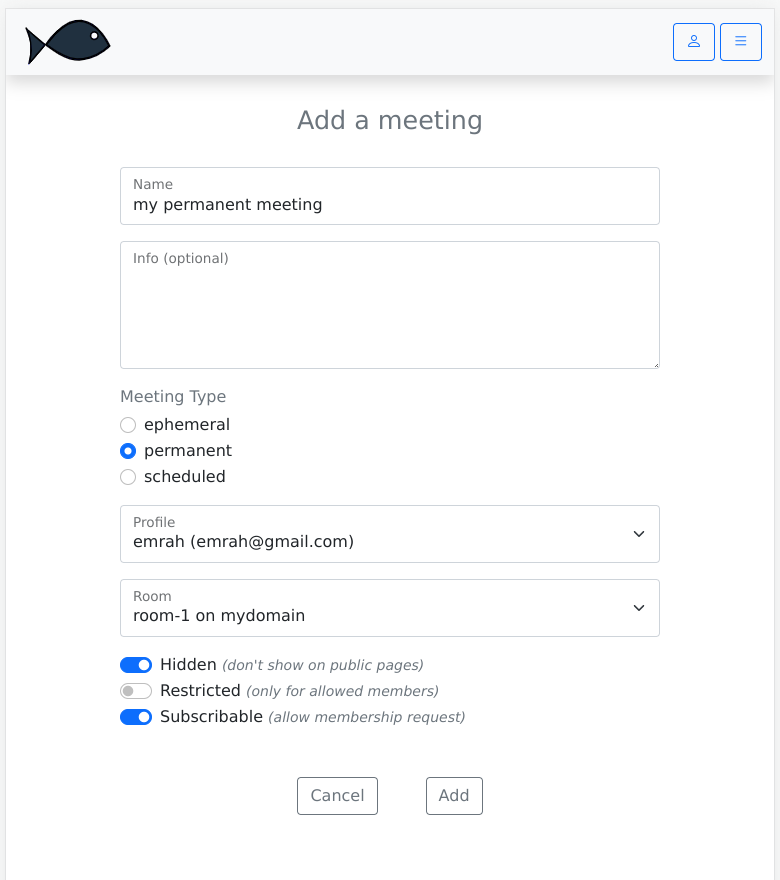 Add a meeting
Name
my permanent meeting
Info (optional)
Meeting Type
ephemeral
permanent
scheduled
Profile
emrah (emrah@gmail.com)
Room
room-1 on mydomain
Hidden (don't show on public pages)
Restricted (only for allowed members)
Subscribable (allow membership request)
Cancel Add